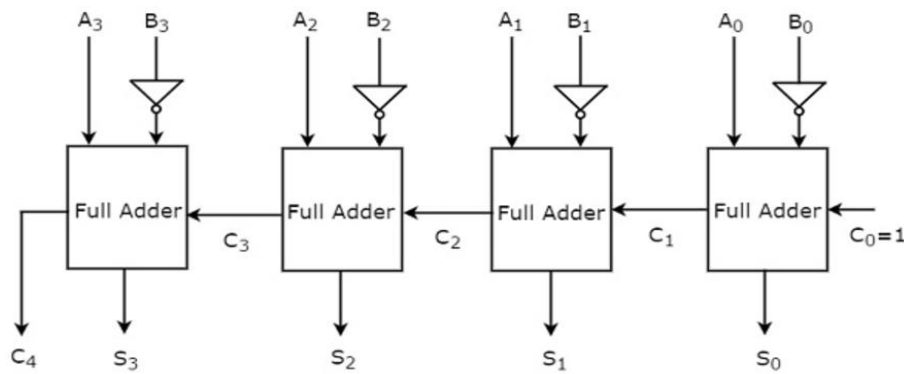 A₃ B₃ A₂ B₂ A₁ B₁ A₀ B₀
Full Adder Full Adder Full Adder Full Adder
C₃ C₂ C₁ C₀=1
C₄ S₃ S₂ S₁ S₀